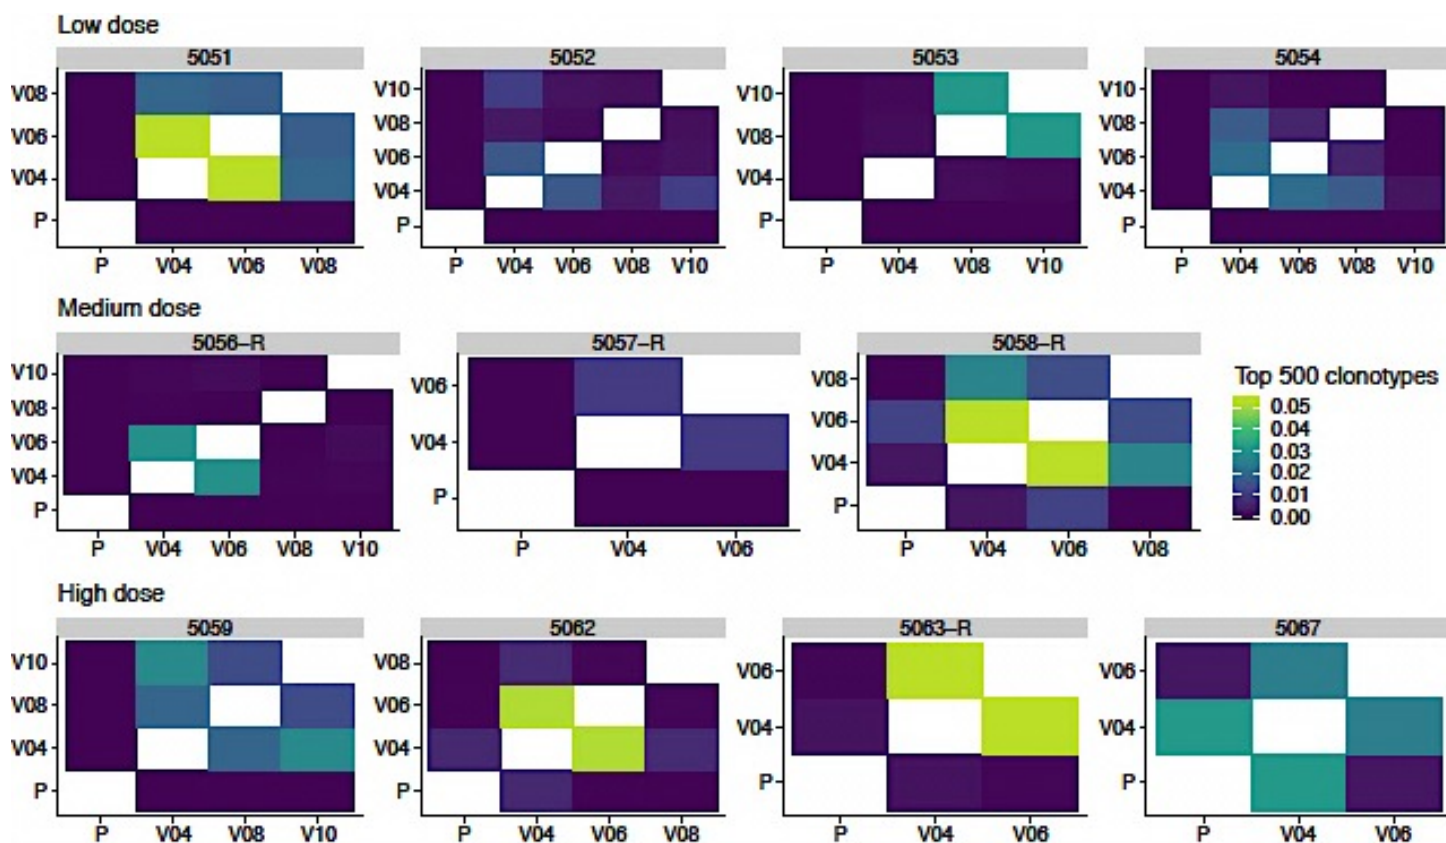 Low dose
5051 5052 5053 5054
V08 V10 V10 V10
V06 V08 V08 V08
V04 V06 V04 V06
P V04 P V04
P P
P V04 V06 V08 P V04 V06 V08 V10 P V04 V08 V10 P V04 V06 V08 V10
Medium dose
5056–R 5057–R 5058–R
V10 V06 V08
V08 V04 V06
V06 P V04
V04 P
P
Top 500 clonotypes
0.05
0.04
0.03
0.02
0.01
0.00
P V04 V06 V08 V10 P V04 V06 P V04 V06 V08
High dose
5059 5062 5063–R 5067
V10 V08 V06 V06
V08 V06 V04 V04
V04 V04 P P
P P
P V04 V08 V10 P V04 V06 V08 P V04 V06 P V04 V06